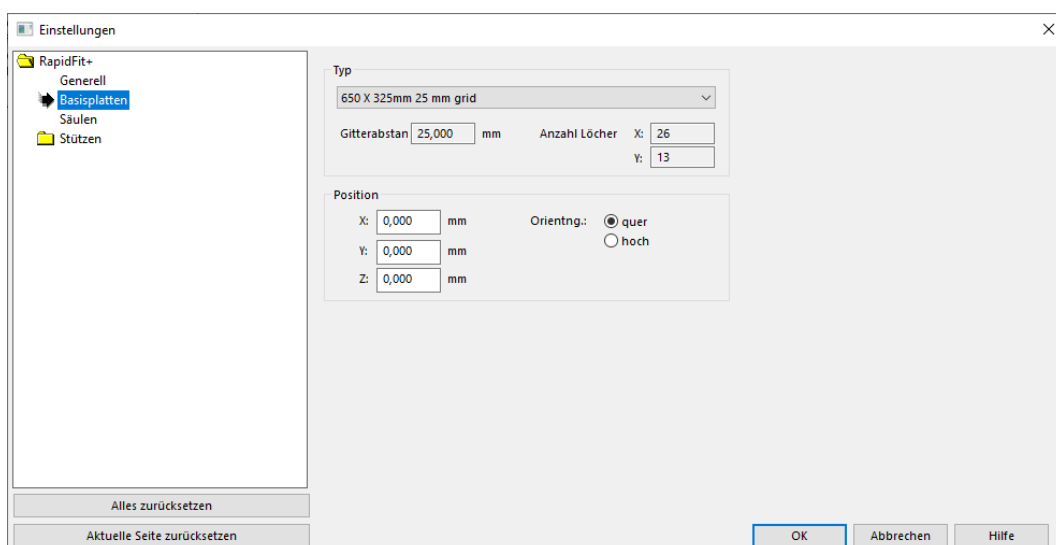 Einstellungen
RapidFit+
Generell
Basisplatten
Säulen
Stützen
Alles zurücksetzen
Aktuelle Seite zurücksetzen
Typ
650 X 325mm 25 mm grid
Gitterabstan 25,000 mm Anzahl Löcher X: 26
Y: 13
Position
X: 0,000 mm Orientng.: quer
hoch
Y: 0,000 mm
Z: 0,000 mm
OK Abbrechen Hilfe